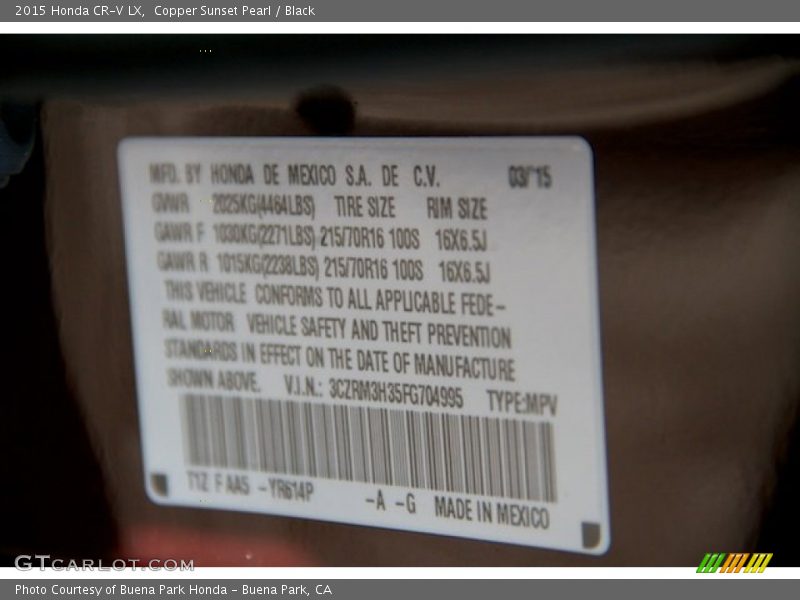 2015 Honda CR-V LX, Copper Sunset Pearl / Black
MFD. BY HONDA DE MEXICO S.A. DE C.V. 03/'15
GVWR 2025KG(4464LBS) TIRE SIZE RIM SIZE
GAWR F 1030KG(2271LBS) 215/70R16 100S 16X6.5J
GAWR R 1015KG(2238LBS) 215/70R16 100S 16X6.5J
THIS VEHICLE CONFORMS TO ALL APPLICABLE FEDE-
RAL MOTOR VEHICLE SAFETY AND THEFT PREVENTION
STANDARDS IN EFFECT ON THE DATE OF MANUFACTURE
SHOWN ABOVE. V.I.N.: 3CZRM3H35FG704995 TYPE:MPV
T1Z F AA5 -YR614P -A -G MADE IN MEXICO
GTCARLOT.COM
Photo Courtesy of Buena Park Honda - Buena Park, CA